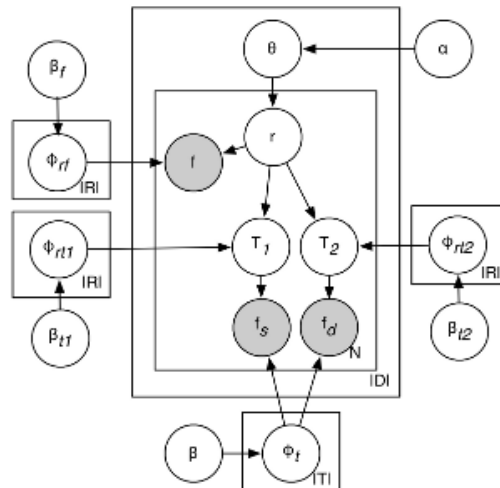 θ
α
β_f
Φ_rf
|R|
f
r
Φ_rt1
|R|
T_1
T_2
Φ_rt2
|R|
β_t1
f_s
f_d
N
β_t2
|D|
β
Φ_t
|T|